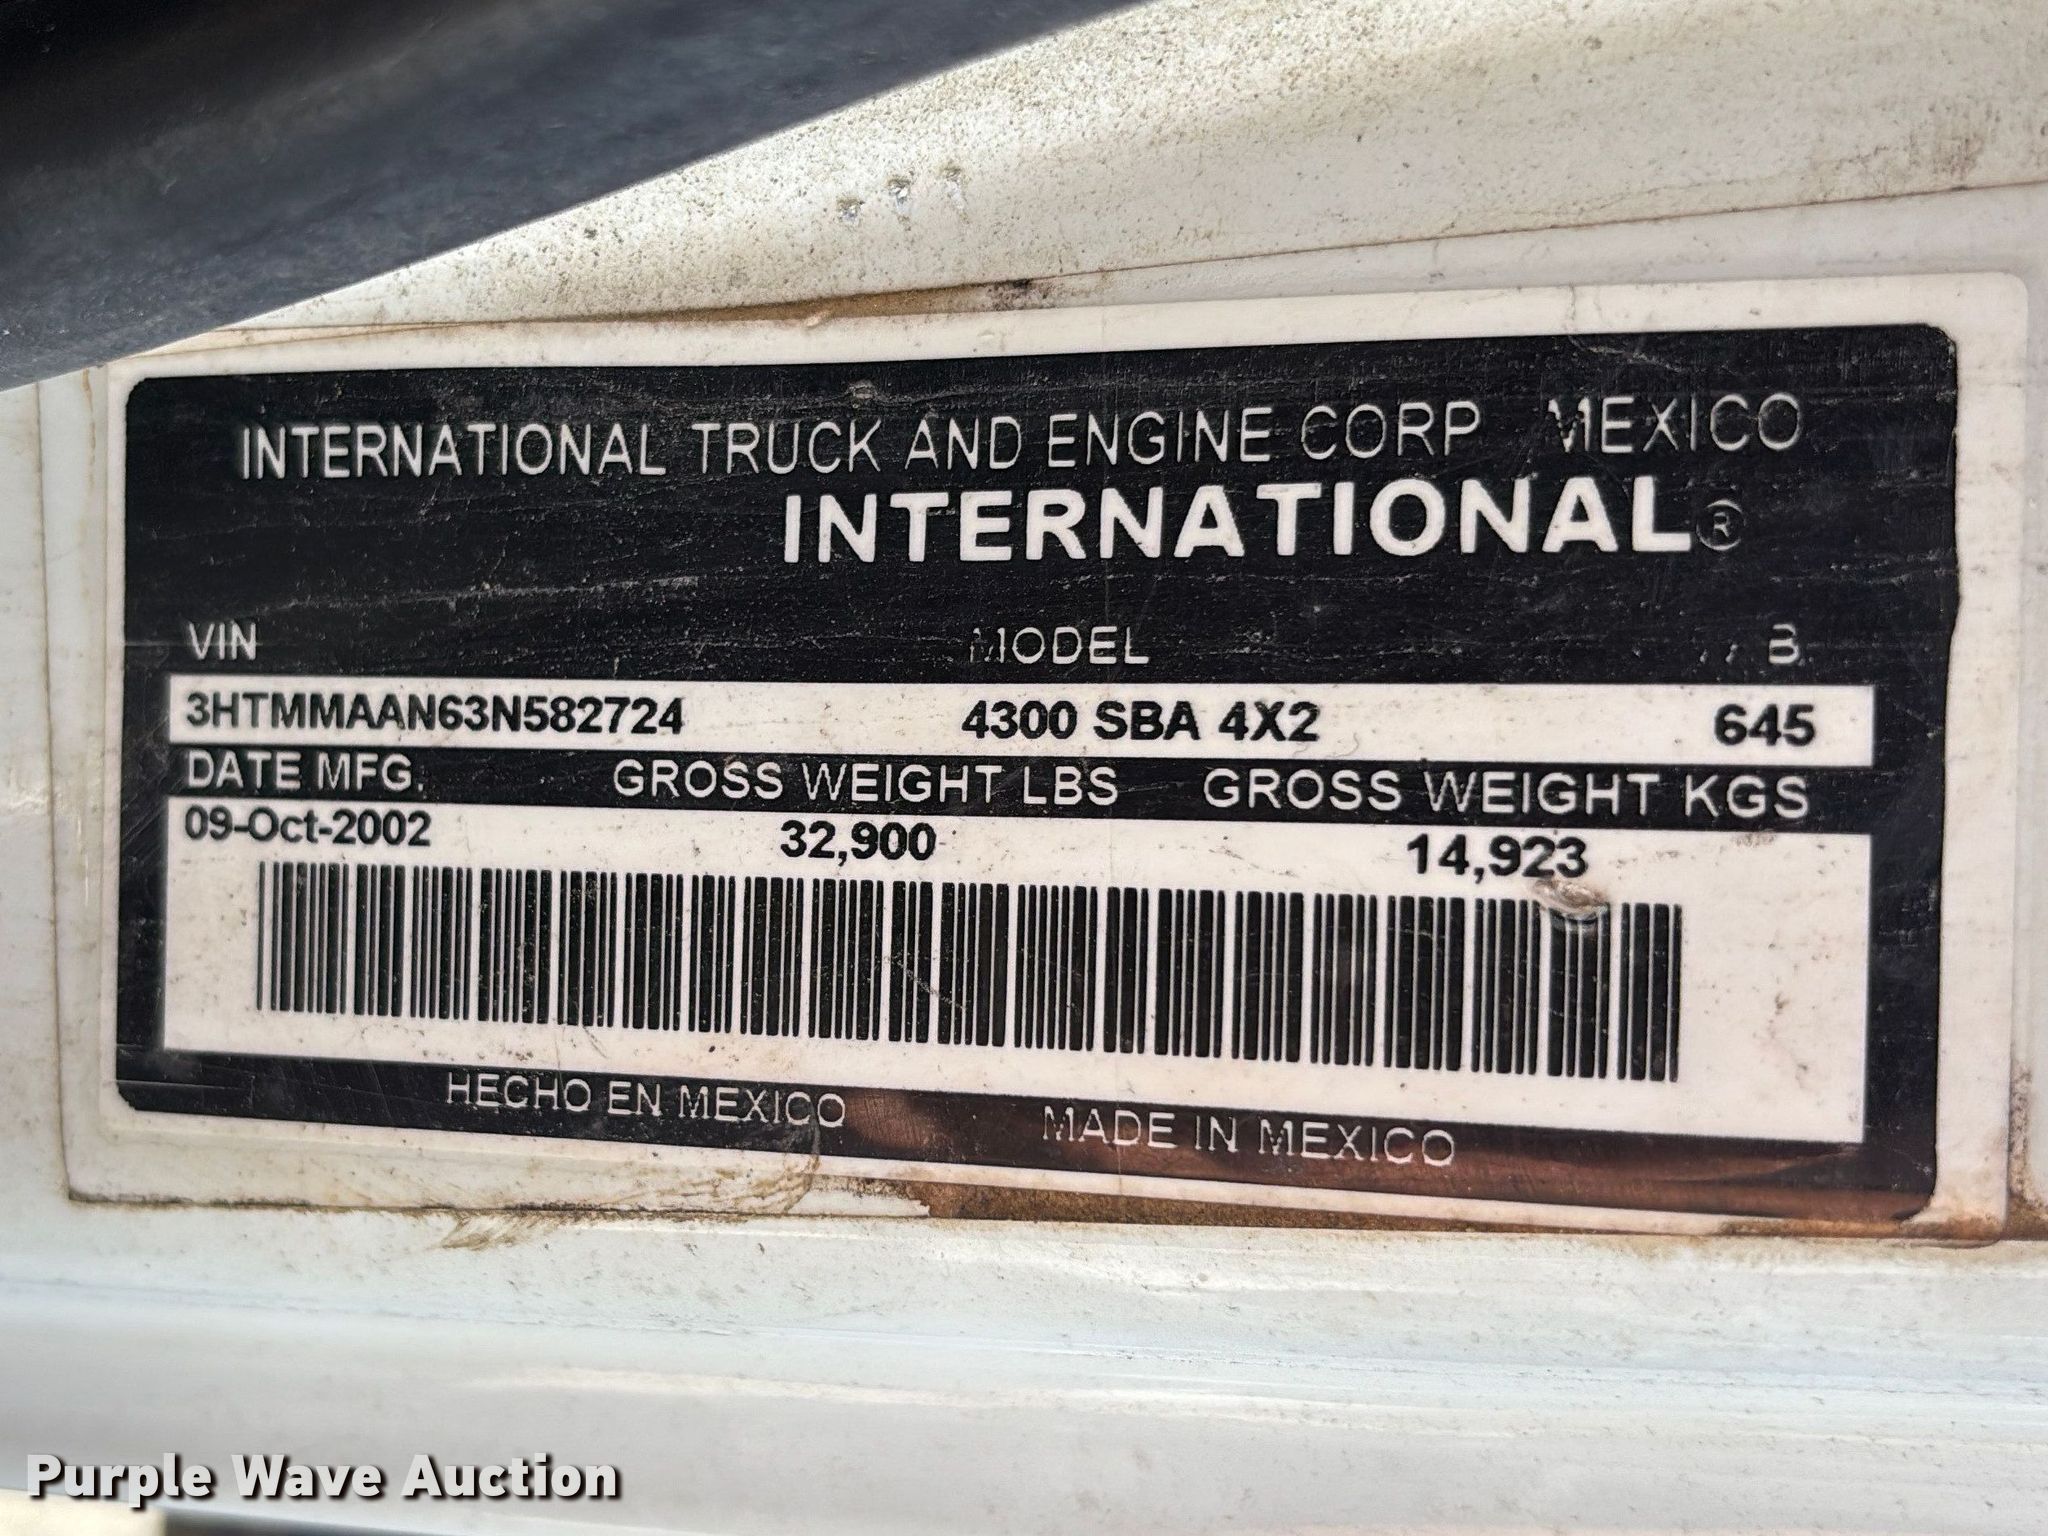 INTERNATIONAL TRUCK AND ENGINE CORP MEXICO
INTERNATIONAL®
VIN MODEL
3HTMMAAN63N582724 4300 SBA 4X2 645
DATE MFG. GROSS WEIGHT LBS GROSS WEIGHT KGS
09-Oct-2002 32,900 14,923
HECHO EN MEXICO MADE IN MEXICO
Purple Wave Auction